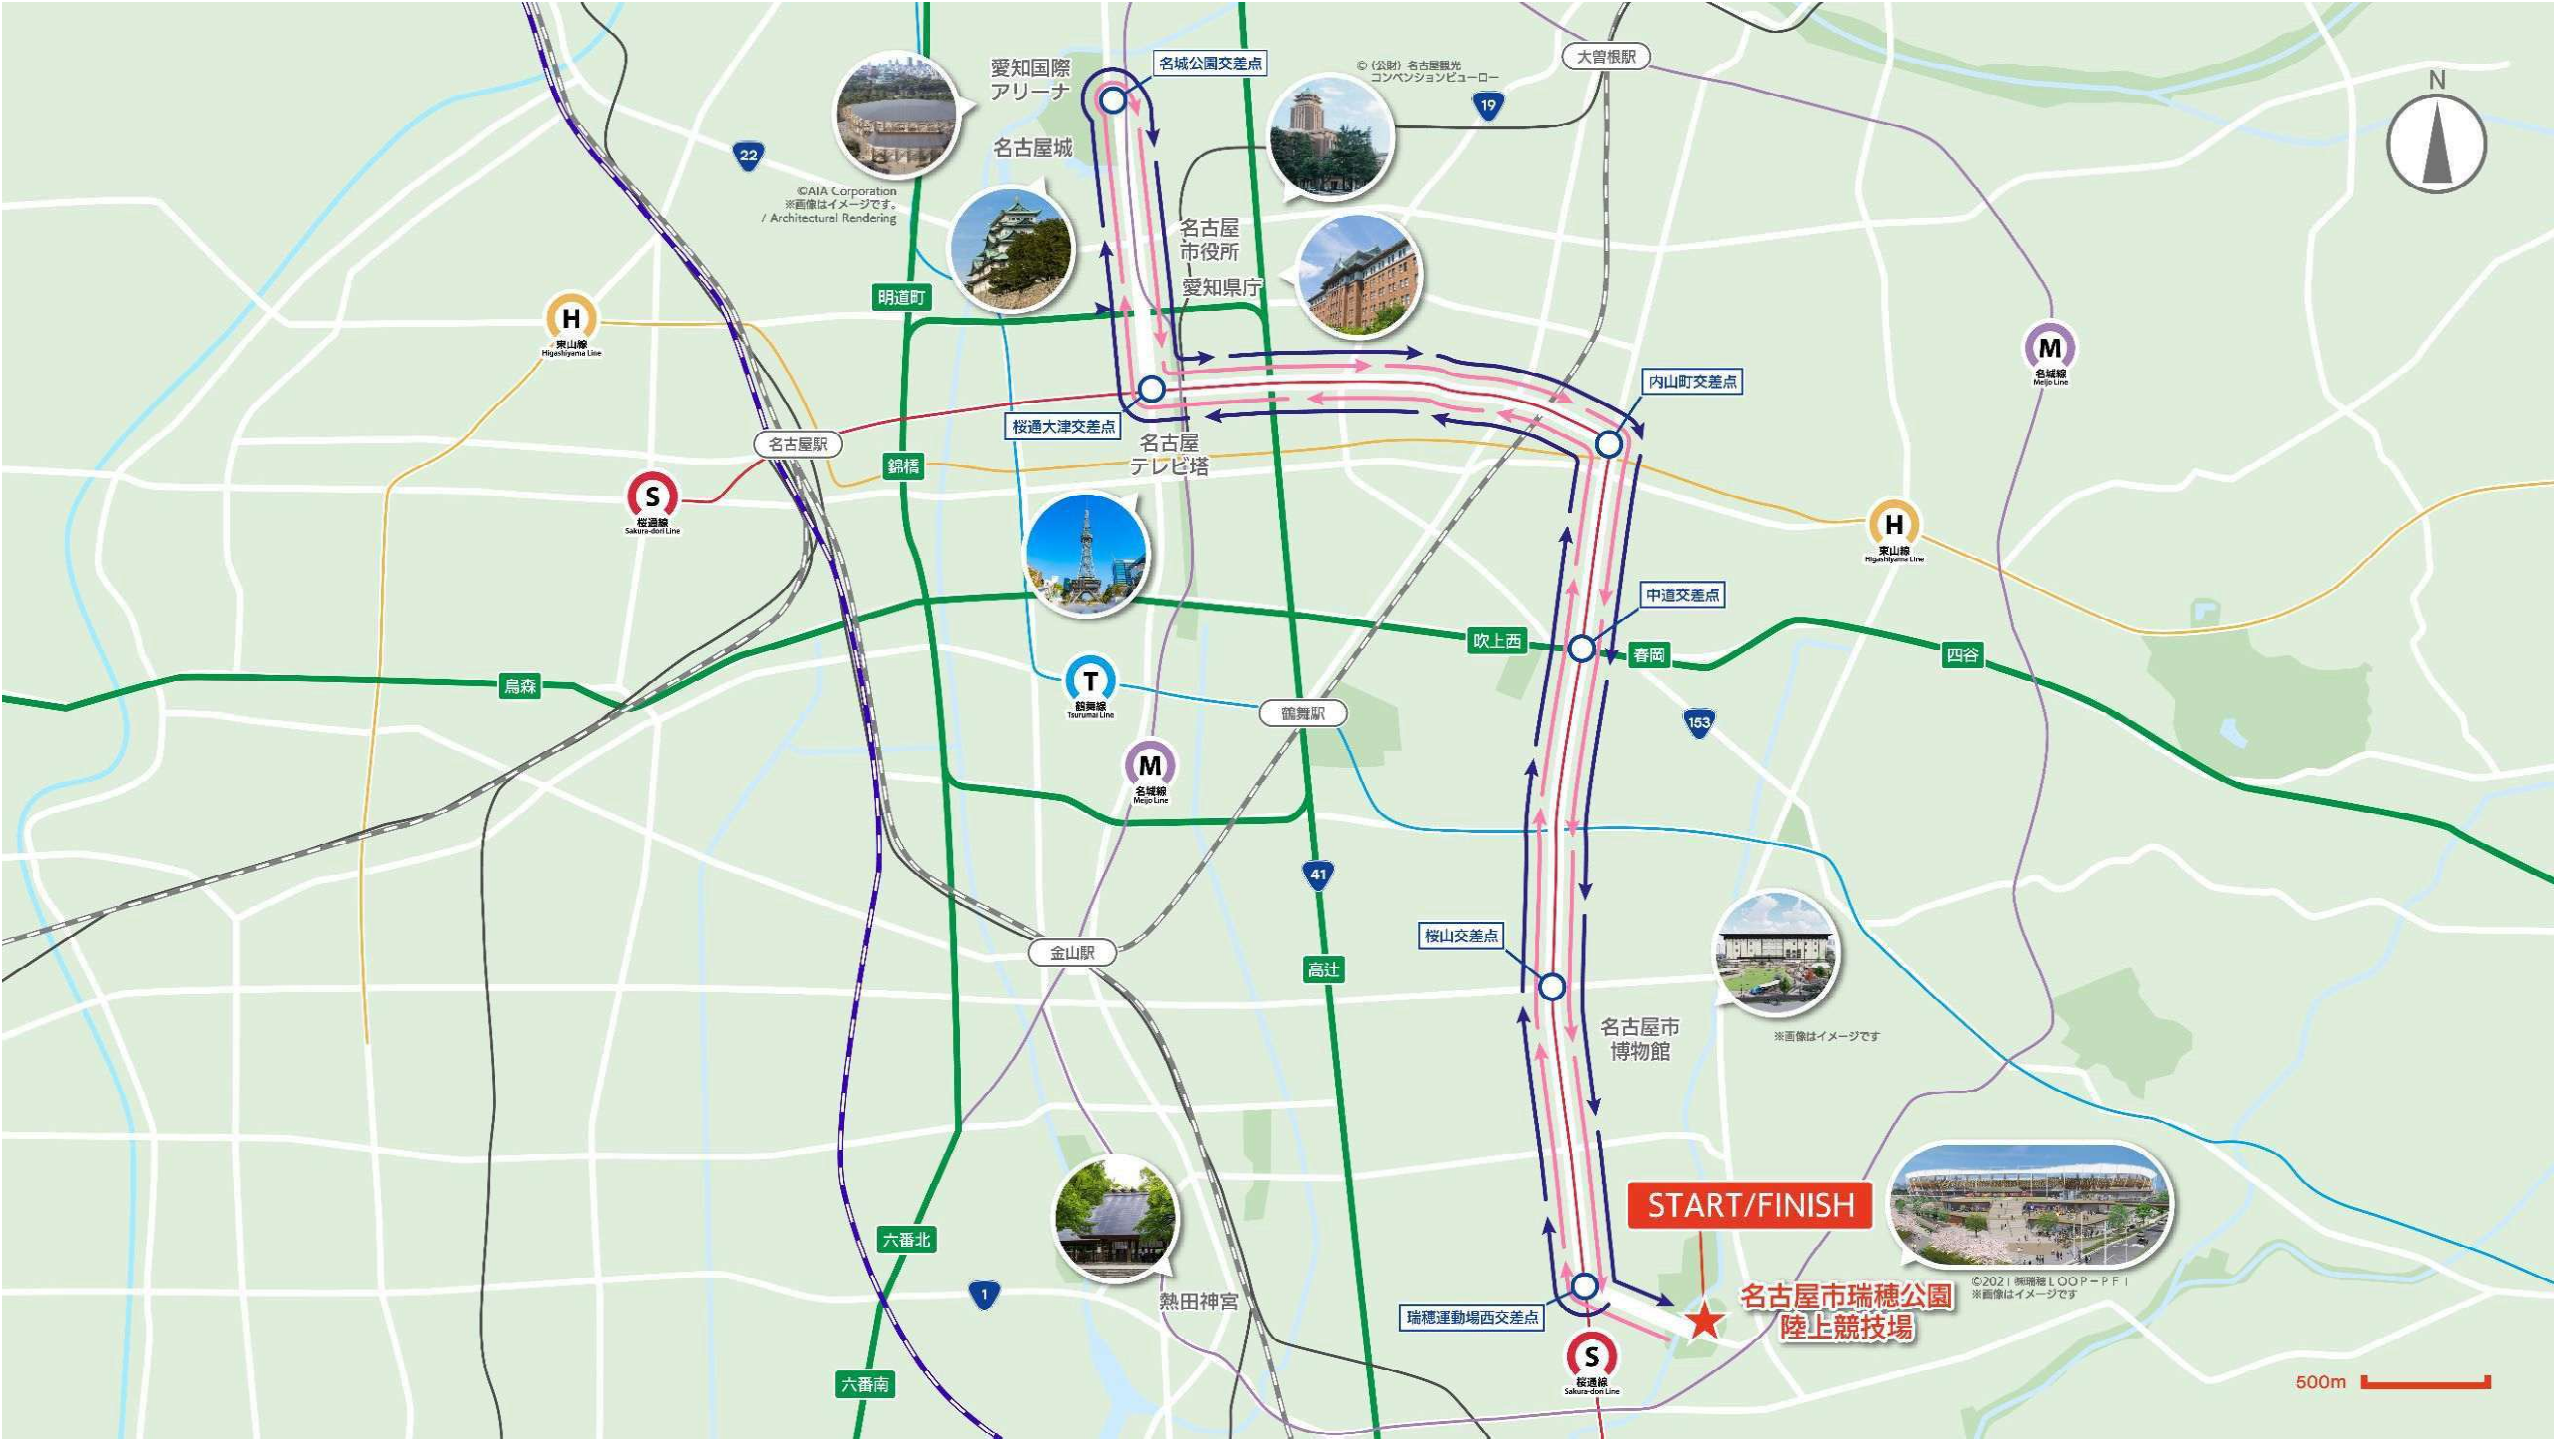 愛知国際
アリーナ
名城公園交差点
©（公財）名古屋観光
コンベンションビューロー
大曽根駅
19
N
22
名古屋城
©AIA Corporation
※画像はイメージです。
/ Architectural Rendering
名古屋
市役所
愛知県庁
明道町
H
東山線
Higashiyama Line
M
名城線
Meijo Line
内山町交差点
桜通大津交差点
名古屋駅
名古屋
テレビ塔
錦橋
S
桜通線
Sakura-dori Line
H
東山線
Higashiyama Line
中道交差点
吹上西
春岡
四谷
烏森
T
鶴舞線
Tsurumai Line
鶴舞駅
153
M
名城線
Meijo Line
41
桜山交差点
金山駅
高辻
名古屋市
博物館
※画像はイメージです
START/FINISH
六番北
1
熱田神宮
©2021㈱瑞穂LOOP-PFI
※画像はイメージです
名古屋市瑞穂公園
陸上競技場
瑞穂運動場西交差点
S
桜通線
Sakura-dori Line
六番南
500m